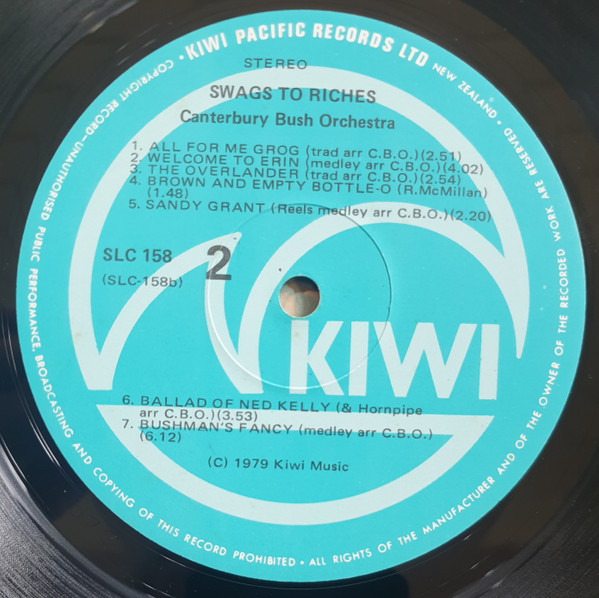 • KIWI PACIFIC RECORDS LTD NEW ZEALAND •
STEREO
SWAGS TO RICHES
Canterbury Bush Orchestra
1. ALL FOR ME GROG (trad arr C.B.O.)(2.51)
2. WELCOME TO ERIN (medley arr C.B.O.)(4.02)
3. THE OVERLANDER (trad arr C.B.O.)(2.54)
4. BROWN AND EMPTY BOTTLE-O (R.McMillan)
(1.48)
5. SANDY GRANT (Reels medley arr C.B.O.)(2.20)
SLC 158
2
(SLC-158b)
KIWI
6. BALLAD OF NED KELLY (& Hornpipe
arr C.B.O.)(3.53)
7. BUSHMAN'S FANCY (medley arr C.B.O.)
(6.12)
(C) 1979 Kiwi Music
COPYRIGHT RECORD–UNAUTHORISED PUBLIC PERFORMANCE, BROADCASTING AND COPYING OF THIS RECORD PROHIBITED • ALL RIGHTS OF THE MANUFACTURER AND OF THE OWNER OF THE RECORDED WORK ARE RESERVED